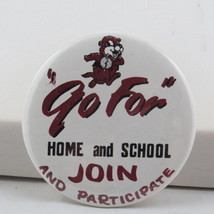 "Go For"
HOME and SCHOOL
JOIN
AND PARTICIPATE